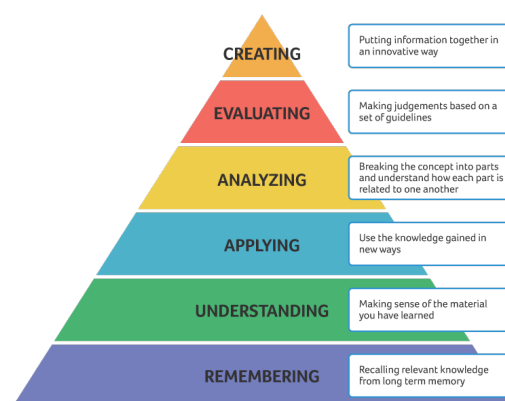 CREATING
Putting information together in
an innovative way
EVALUATING
Making judgements based on a
set of guidelines
ANALYZING
Breaking the concept into parts
and understand how each part is
related to one another
APPLYING
Use the knowledge gained in
new ways
UNDERSTANDING
Making sense of the material
you have learned
REMEMBERING
Recalling relevant knowledge
from long term memory